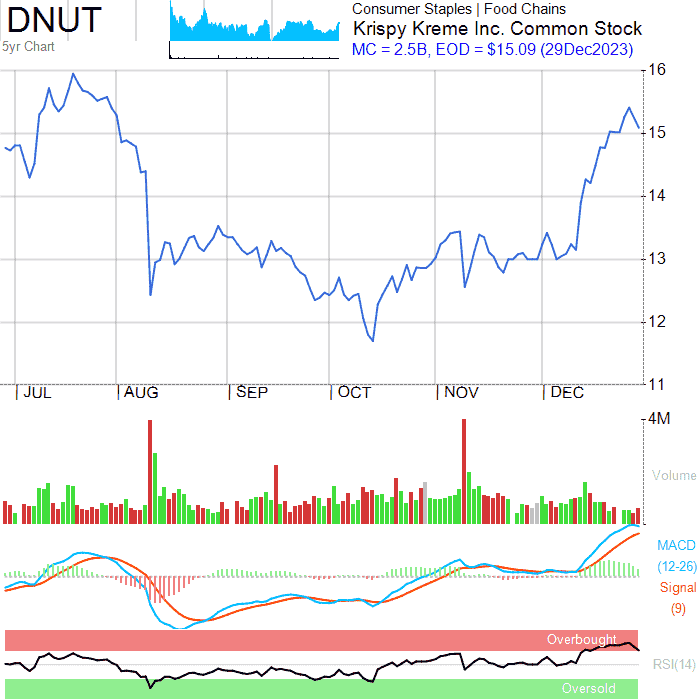 DNUT
5yr Chart
Consumer Staples | Food Chains
Krispy Kreme Inc. Common Stock
MC = 2.5B, EOD = $15.09 (29Dec2023)
16
15
14
13
12
11
| JUL | AUG | SEP | OCT | NOV | DEC
4M
Volume
MACD
(12-26)
Signal
(9)
Overbought
RSI(14)
Oversold